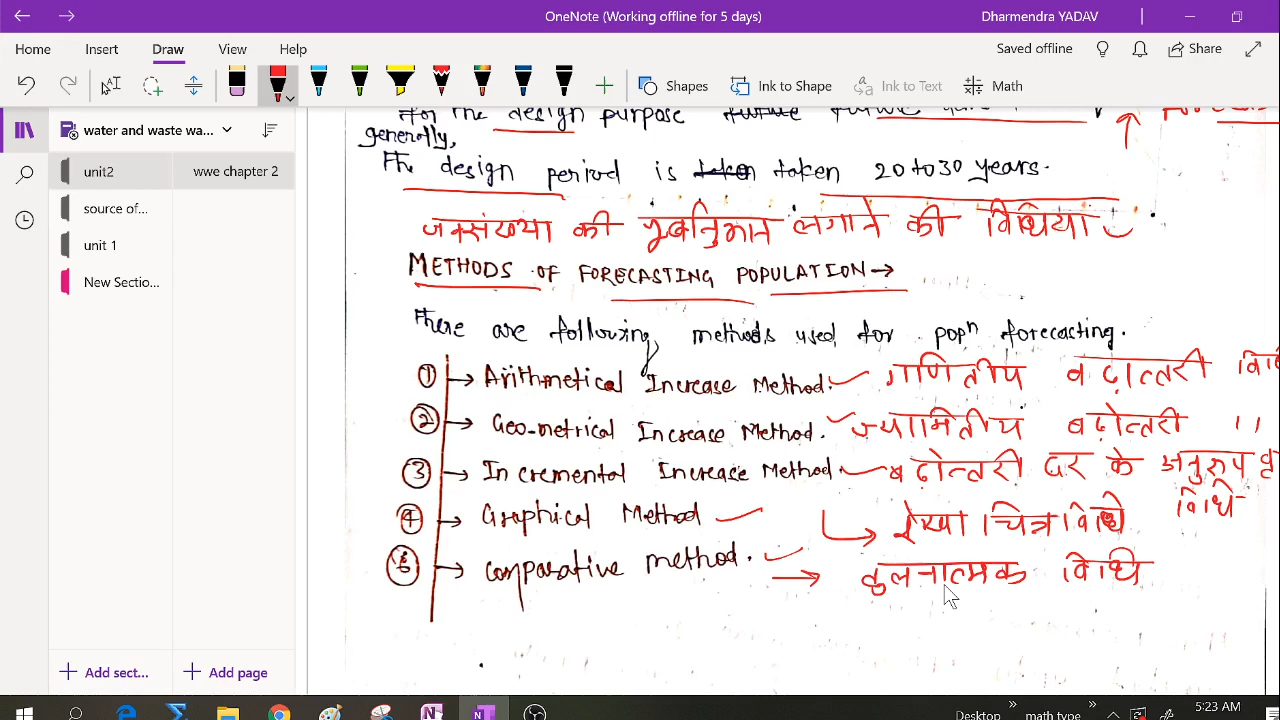 OneNote (Working offline for 5 days)
Dharmendra YADAV
Home Insert Draw View Help
Saved offline Share
Shapes Ink to Shape Ink to Text Math
water and waste wa...
unit2 wwe chapter 2
source of...
unit 1
New Sectio...
Add sect... Add page
for the design purpose future
generally,
The design period is taken taken 20 to 30 years.
जनसंख्या की पूर्वानुमान लगाने की विधिया
METHODS OF FORECASTING POPULATION →
There are following methods used for popn forecasting.
① → Arithmetical Increase Method. गणितीय बढ़ोत्तरी
② → Geo-metrical Increase Method. ज्यामितीय बढ़ोत्तरी 11
③ → Incremental Increase Method बढ़ोत्तरी दर के अनुरूप
विधि
④ → Graphical Method → रेखा चित्र विधि
⑤ → comparative method. → तुलनात्मक विधि
5:23 AM
Desktop math type